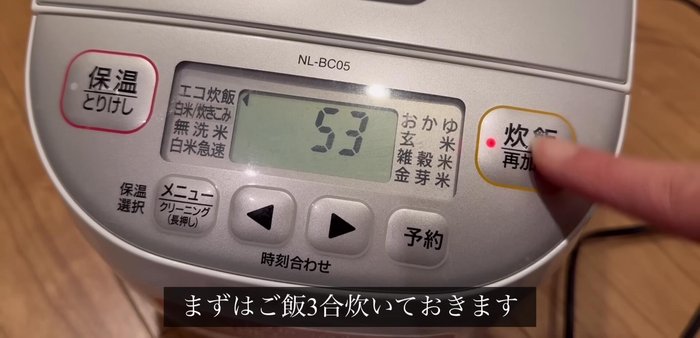 NL-BC05
保温
とりけし
エコ炊飯
白米/炊きこみ
無洗米
白米急速
53
おかゆ
玄米
雑穀米
発芽米
炊飯
再加
保温
選択
メニュー
クリーニング
(長押し)
予約
時刻合わせ
まずはご飯3合炊いておきます